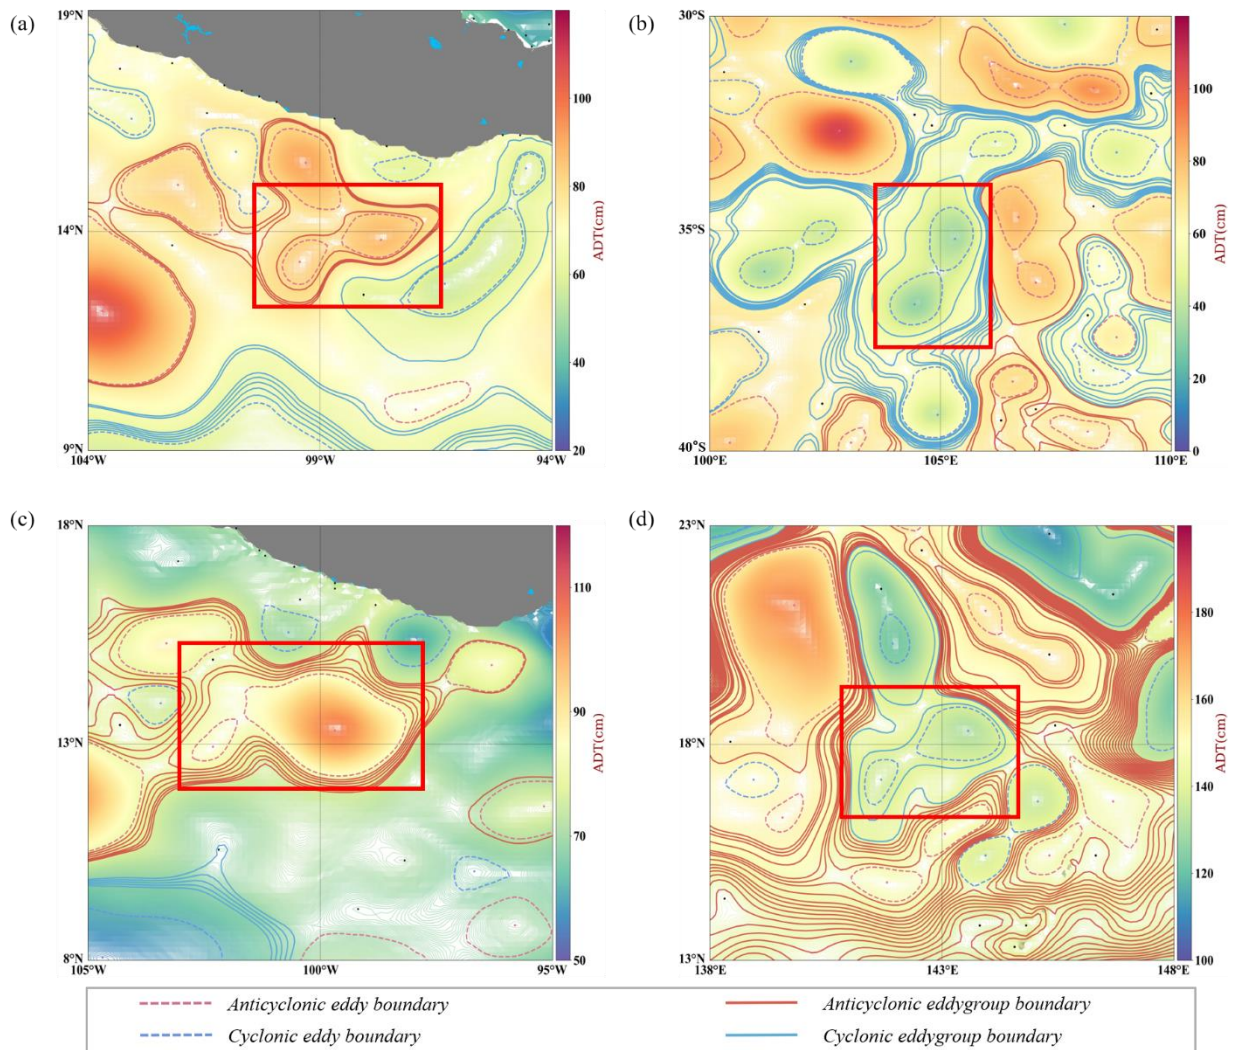 (a)
19°N
14°N
9°N
104°W
99°W
94°W
100
80
60
40
20
ADT(cm)
(b)
30°S
35°S
40°S
100°E
105°E
110°E
120
100
80
60
40
20
0
ADT(cm)
(c)
18°N
13°N
8°N
105°W
100°W
95°W
110
90
70
50
ADT(cm)
(d)
23°N
18°N
13°N
138°E
143°E
148°E
180
160
140
120
100
ADT(cm)
Anticyclonic eddy boundary
Anticyclonic eddygroup boundary
Cyclonic eddy boundary
Cyclonic eddygroup boundary